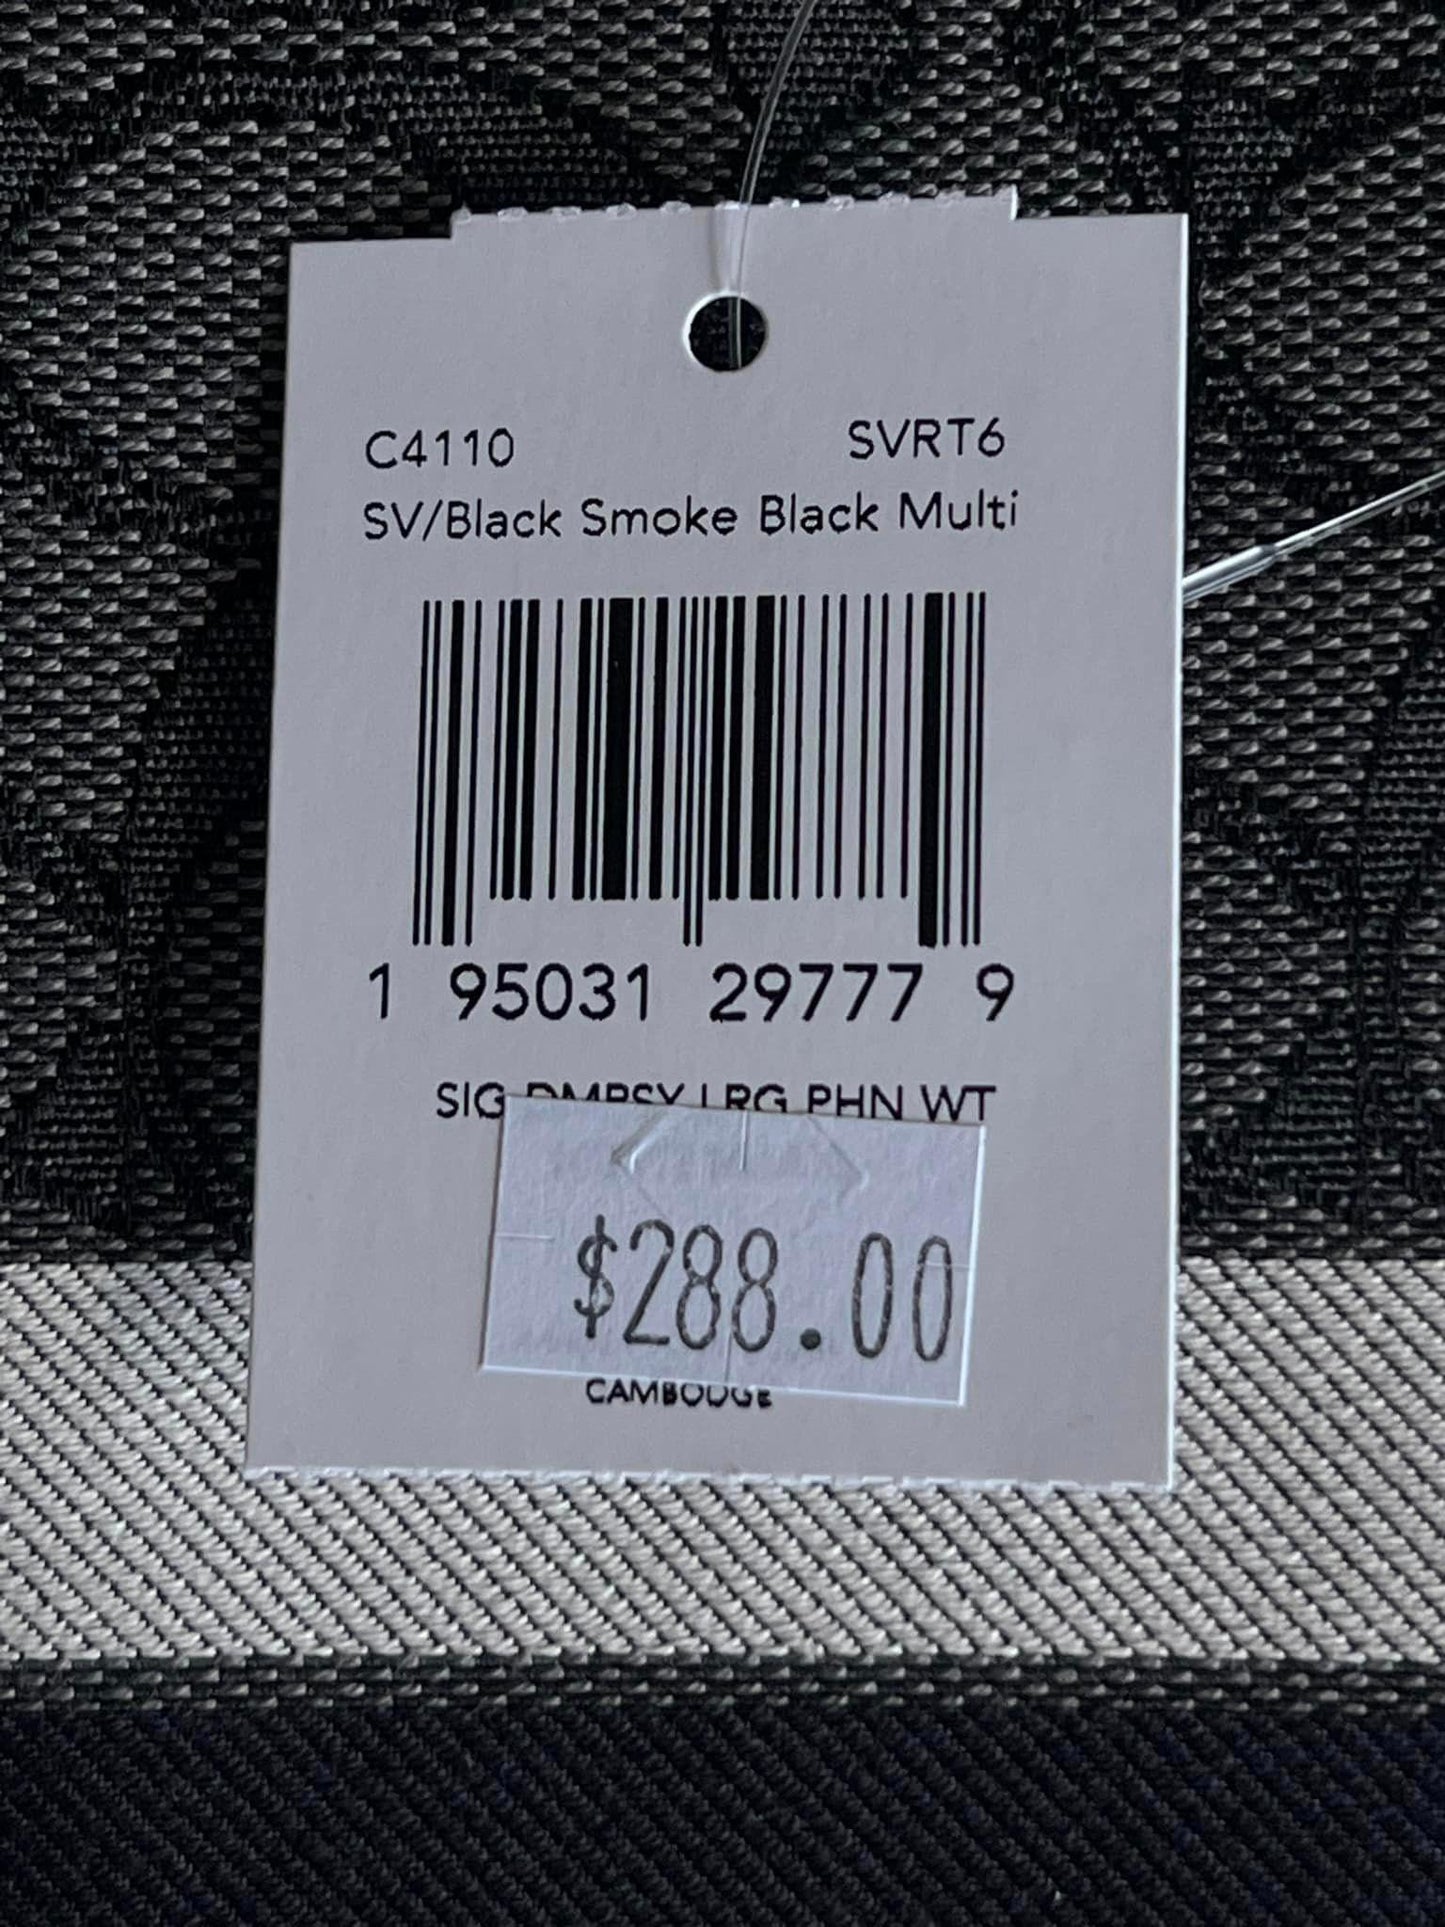 C4110 SVRT6
SV/Black Smoke Black Multi
1 95031 29777 9
SIG DMPSY LRG PHN WT
$288.00
CAMBODGE